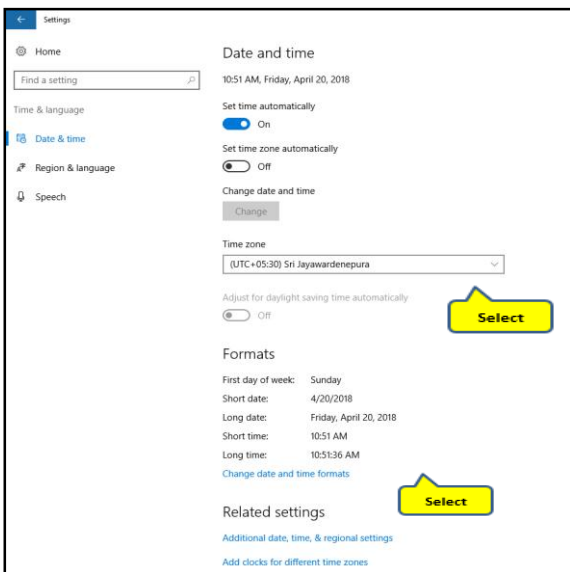 Settings
Home
Find a setting
Time & language
Date & time
Region & language
Speech
Date and time
10:51 AM, Friday, April 20, 2018
Set time automatically
On
Set time zone automatically
Off
Change date and time
Change
Time zone
(UTC+05:30) Sri Jayawardenepura
Select
Adjust for daylight saving time automatically
Off
Formats
First day of week: Sunday
Short date: 4/20/2018
Long date: Friday, April 20, 2018
Short time: 10:51 AM
Long time: 10:51:36 AM
Change date and time formats
Select
Related settings
Additional date, time, & regional settings
Add clocks for different time zones